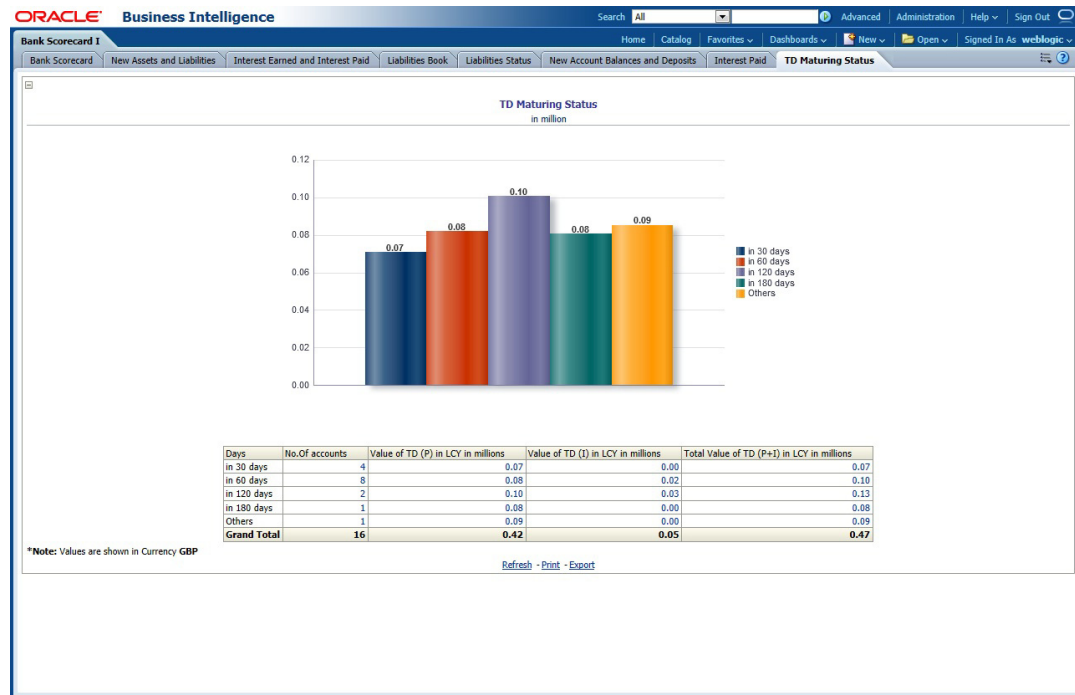 ORACLE Business Intelligence Search All Advanced Administration Help Sign Out
Bank Scorecard I Home Catalog Favorites Dashboards New Open Signed In As weblogic
Bank Scorecard New Assets and Liabilities Interest Earned and Interest Paid Liabilities Book Liabilities Status New Account Balances and Deposits Interest Paid TD Maturing Status
TD Maturing Status
in million
0.12
0.10
0.08
0.06
0.04
0.02
0.00
0.07
0.08
0.10
0.08
0.09
in 30 days
in 60 days
in 120 days
in 180 days
Others
Days No.Of accounts Value of TD (P) in LCY in millions Value of TD (I) in LCY in millions Total Value of TD (P+I) in LCY in millions
in 30 days 4 0.07 0.00 0.07
in 60 days 8 0.08 0.02 0.10
in 120 days 2 0.10 0.03 0.13
in 180 days 1 0.08 0.00 0.08
Others 1 0.09 0.00 0.09
Grand Total 16 0.42 0.05 0.47
*Note: Values are shown in Currency GBP
Refresh - Print - Export